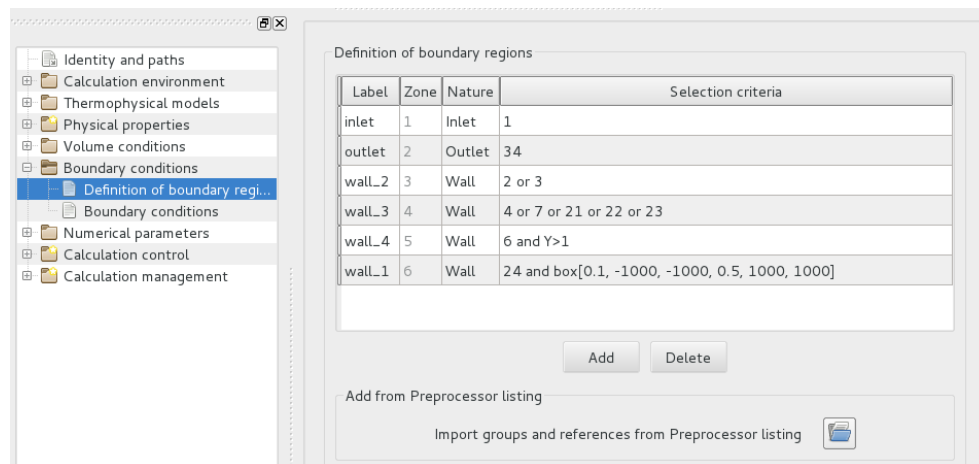 Identity and paths
Calculation environment
Thermophysical models
Physical properties
Volume conditions
Boundary conditions
Definition of boundary regi...
Boundary conditions
Numerical parameters
Calculation control
Calculation management
Definition of boundary regions
Label Zone Nature Selection criteria
inlet 1 Inlet 1
outlet 2 Outlet 34
wall_2 3 Wall 2 or 3
wall_3 4 Wall 4 or 7 or 21 or 22 or 23
wall_4 5 Wall 6 and Y>1
wall_1 6 Wall 24 and box[0.1, -1000, -1000, 0.5, 1000, 1000]
Add Delete
Add from Preprocessor listing
Import groups and references from Preprocessor listing